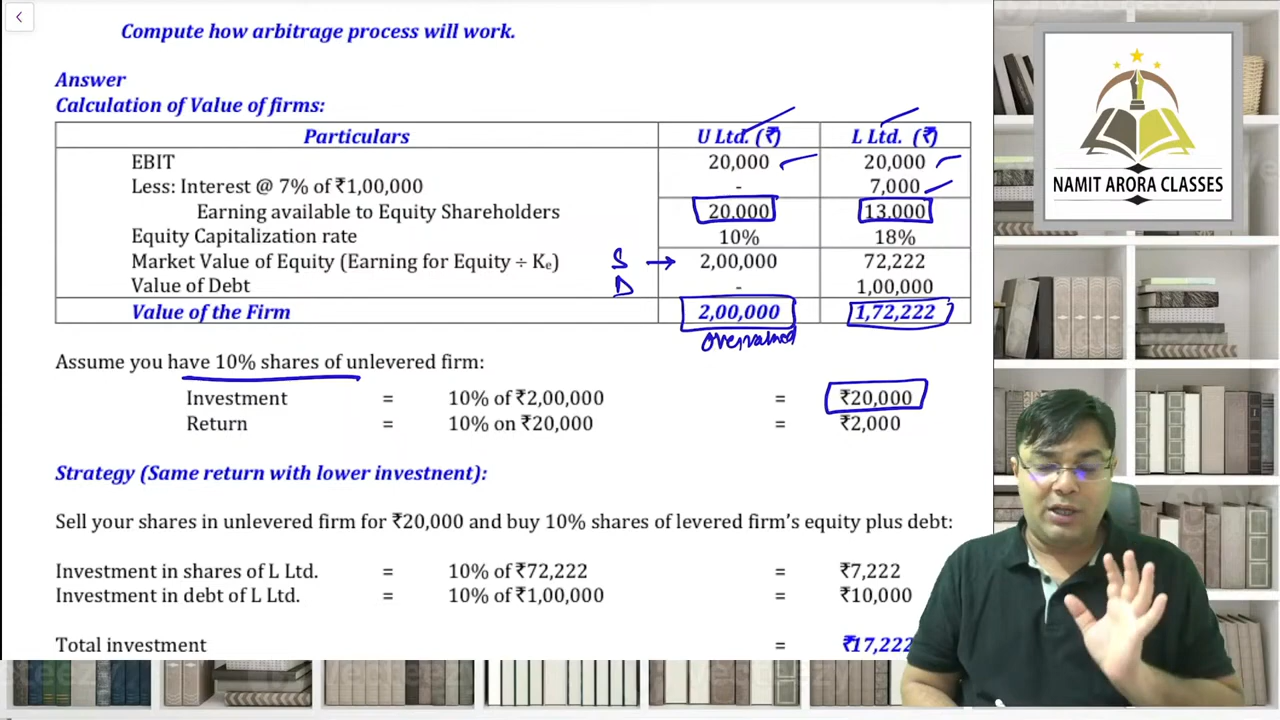 Compute how arbitrage process will work.
Answer
Calculation of Value of firms:
Particulars U Ltd. (₹) L Ltd. (₹)
EBIT 20,000 20,000
Less: Interest @ 7% of ₹1,00,000 - 7,000
Earning available to Equity Shareholders 20.000 13.000
Equity Capitalization rate 10% 18%
Market Value of Equity (Earning for Equity ÷ Kₑ) S → 2,00,000 72,222
Value of Debt D - 1,00,000
Value of the Firm 2,00,000 1,72,222
overvalued
Assume you have 10% shares of unlevered firm:
Investment = 10% of ₹2,00,000 = ₹20,000
Return = 10% on ₹20,000 = ₹2,000
Strategy (Same return with lower investnent):
Sell your shares in unlevered firm for ₹20,000 and buy 10% shares of levered firm's equity plus debt:
Investment in shares of L Ltd. = 10% of ₹72,222 = ₹7,222
Investment in debt of L Ltd. = 10% of ₹1,00,000 = ₹10,000
Total investment = ₹17,222
NAMIT ARORA CLASSES